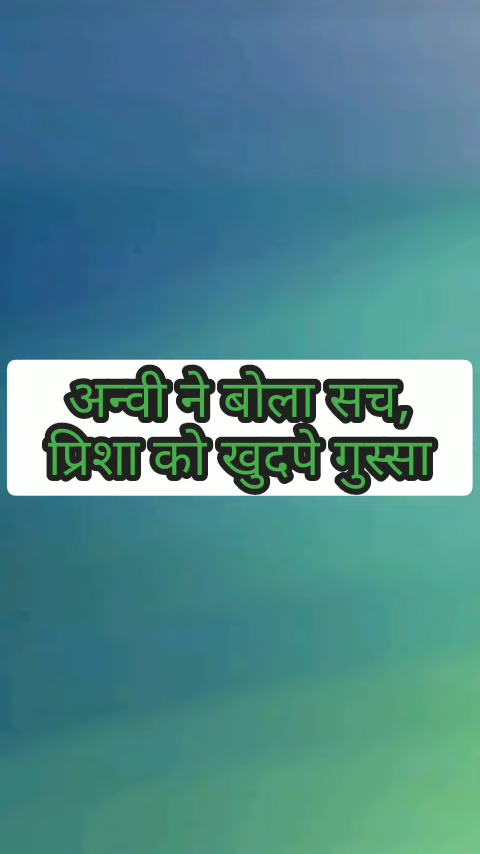 अन्वी ने बोला सच,
प्रिशा को खुदपे गुस्सा